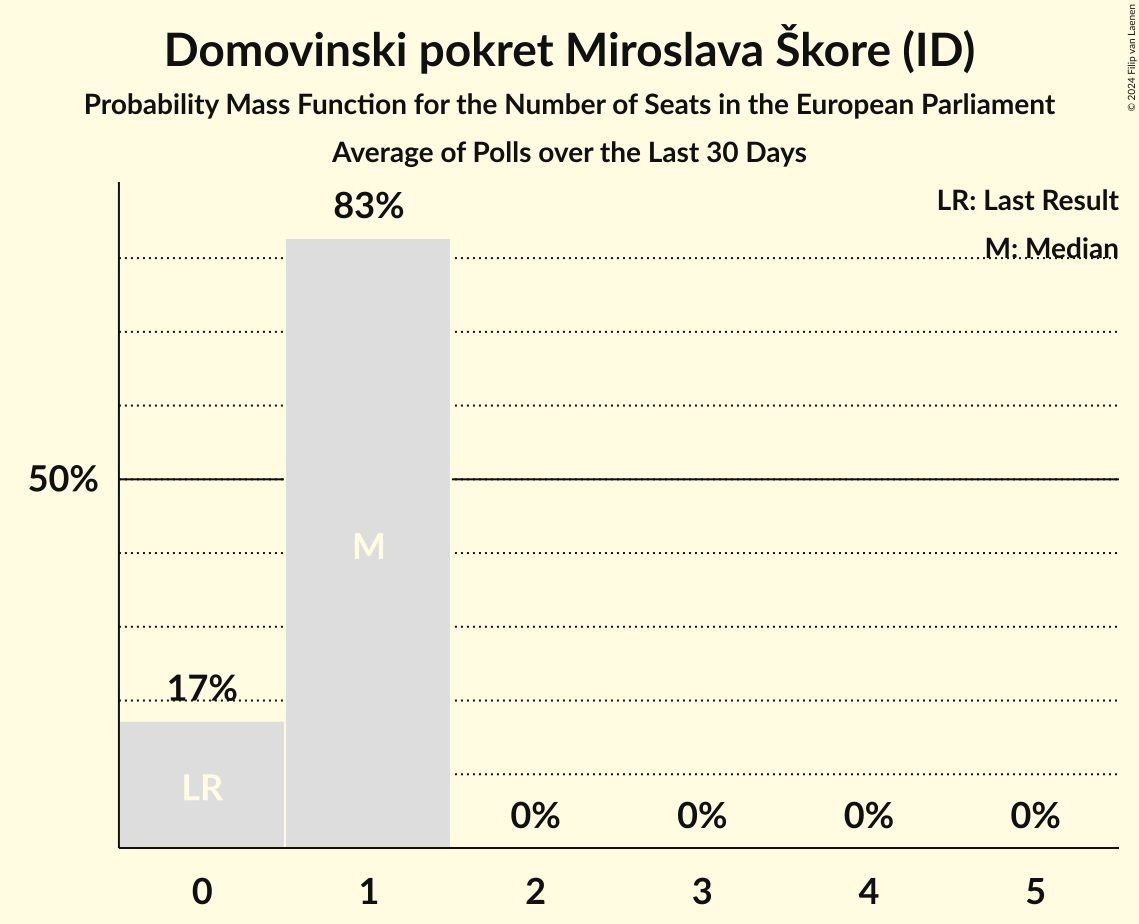 Domovinski pokret Miroslava Škore (ID)
Probability Mass Function for the Number of Seats in the European Parliament
Average of Polls over the Last 30 Days
© 2024 Filip van Laenen
LR: Last Result
M: Median
83%
50%
M
17%
LR
0% 0% 0% 0%
0 1 2 3 4 5